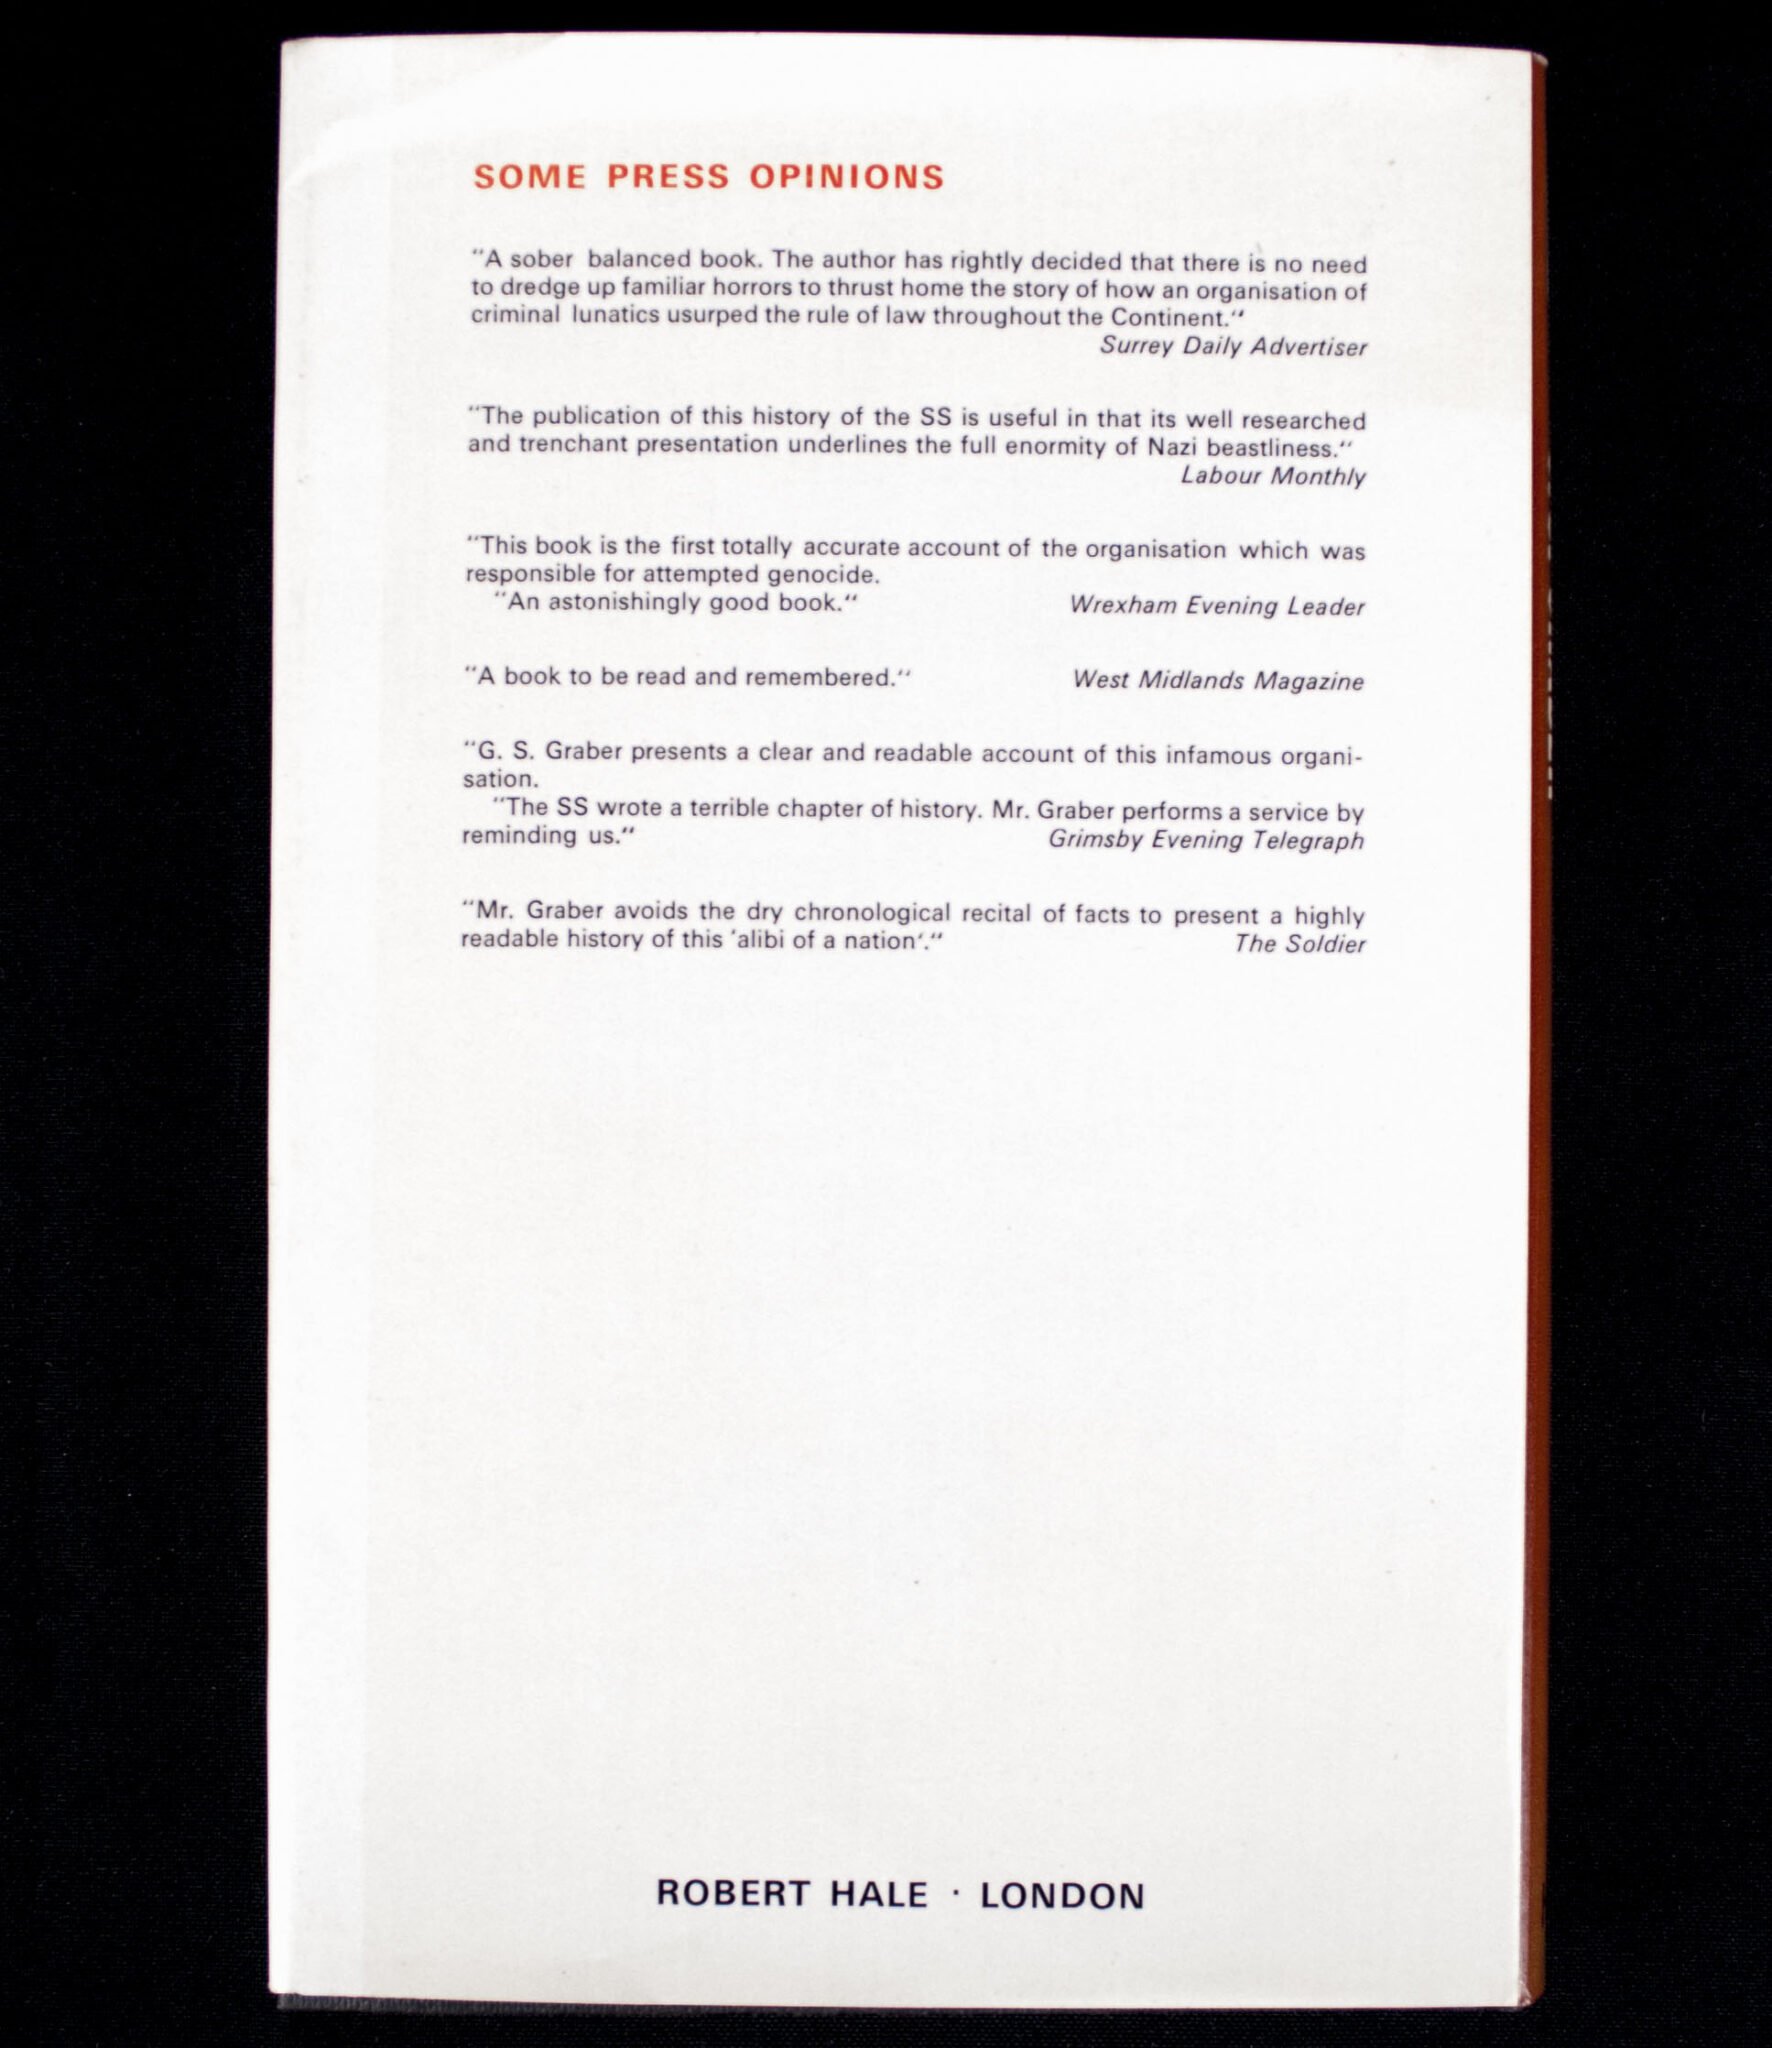 SOME PRESS OPINIONS
"A sober balanced book. The author has rightly decided that there is no need
to dredge up familiar horrors to thrust home the story of how an organisation of
criminal lunatics usurped the rule of law throughout the Continent."
Surrey Daily Advertiser
"The publication of this history of the SS is useful in that its well researched
and trenchant presentation underlines the full enormity of Nazi beastliness."
Labour Monthly
"This book is the first totally accurate account of the organisation which was
responsible for attempted genocide.
"An astonishingly good book." Wrexham Evening Leader
"A book to be read and remembered." West Midlands Magazine
"G. S. Graber presents a clear and readable account of this infamous organi-
sation.
"The SS wrote a terrible chapter of history. Mr. Graber performs a service by
reminding us." Grimsby Evening Telegraph
"Mr. Graber avoids the dry chronological recital of facts to present a highly
readable history of this 'alibi of a nation'." The Soldier
ROBERT HALE · LONDON